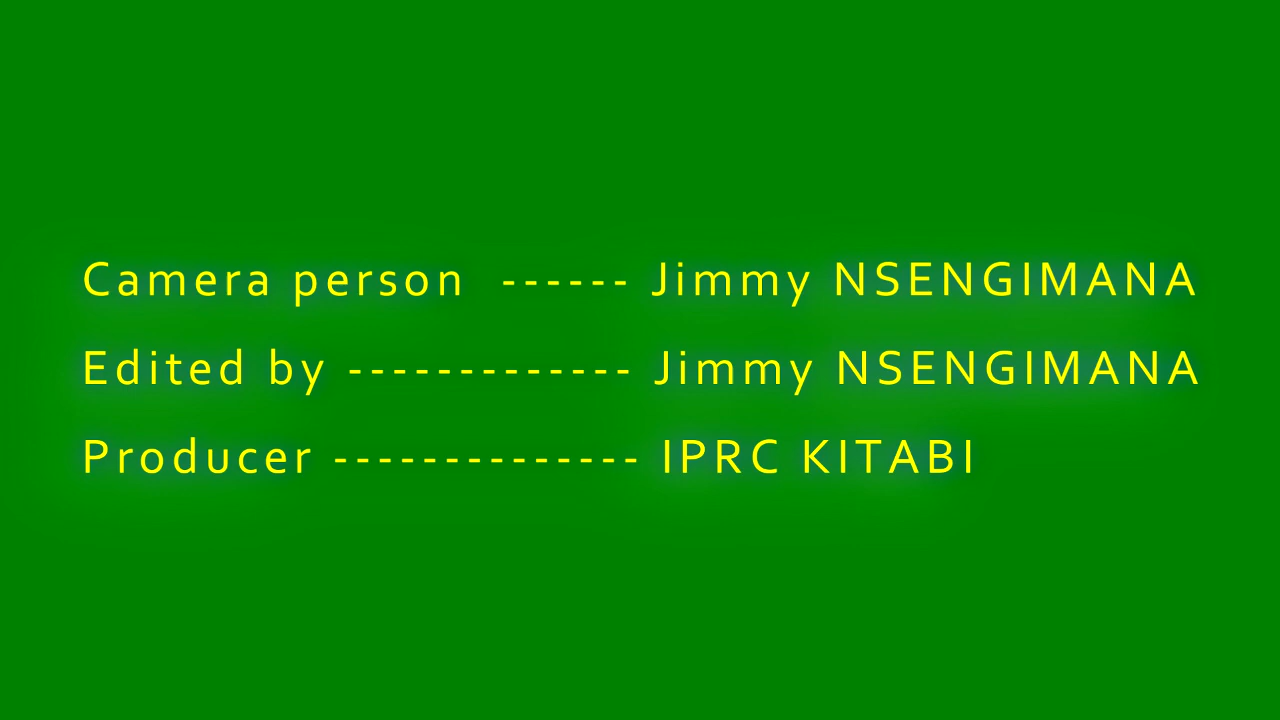 Camera person  ------ Jimmy NSENGIMANA
Edited by ------------- Jimmy NSENGIMANA
Producer -------------- IPRC KITABI